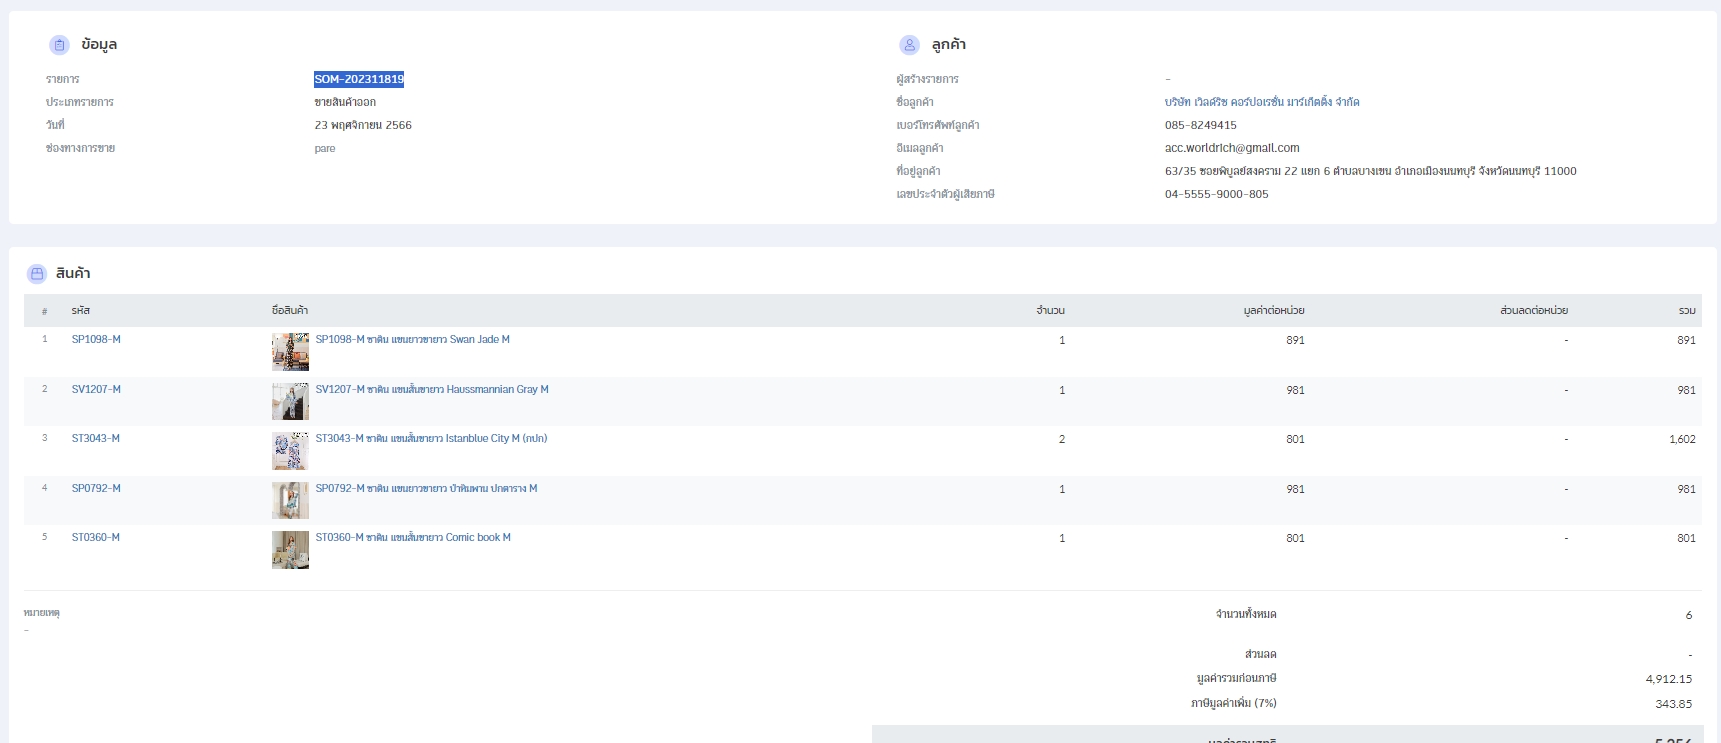 ข้อมูล
รายการ SOM-202311819
ประเภทรายการ ขายสินค้าออก
วันที่ 23 พฤศจิกายน 2566
ช่องทางการขาย pare
ลูกค้า
ผู้สร้างรายการ -
ชื่อลูกค้า บริษัท เวิลด์ริช คอร์ปอเรชั่น มาร์เก็ตติ้ง จำกัด
เบอร์โทรศัพท์ลูกค้า 085-8249415
อีเมลลูกค้า acc.worldrich@gmail.com
ที่อยู่ลูกค้า 63/35 ซอยพิบูลย์สงคราม 22 แยก 6 ตำบลบางเขน อำเภอเมืองนนทบุรี จังหวัดนนทบุรี 11000
เลขประจำตัวผู้เสียภาษี 04-5555-9000-805
สินค้า
# รหัส ชื่อสินค้า จำนวน มูลค่าต่อหน่วย ส่วนลดต่อหน่วย รวม
1 SP1098-M SP1098-M ซาติน แขนยาวขายาว Swan Jade M 1 891 - 891
2 SV1207-M SV1207-M ซาติน แขนสั้นขายาว Haussmannian Gray M 1 981 - 981
3 ST3043-M ST3043-M ซาติน แขนสั้นขายาว Istanblue City M (กปก) 2 801 - 1,602
4 SP0792-M SP0792-M ซาติน แขนยาวขายาว ป่าหิมพาน ปกตาราง M 1 981 - 981
5 ST0360-M ST0360-M ซาติน แขนสั้นขายาว Comic book M 1 801 - 801
หมายเหตุ
-
จำนวนทั้งหมด 6
ส่วนลด -
มูลค่ารวมก่อนภาษี 4,912.15
ภาษีมูลค่าเพิ่ม (7%) 343.85
มูลค่ารวมสุทธิ 5,256